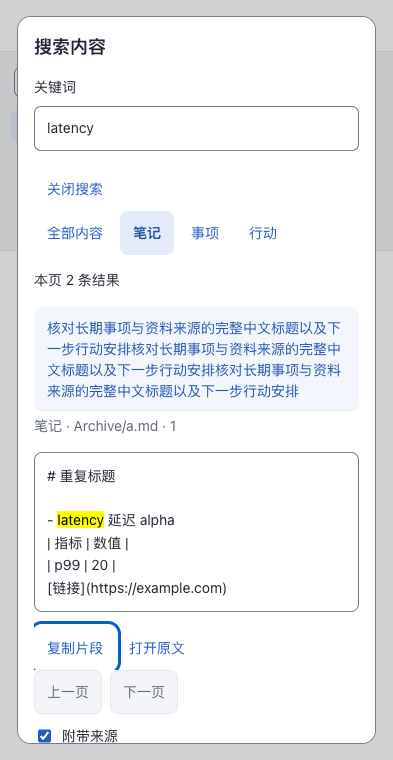 搜索内容
关键词
latency
关闭搜索
全部内容 笔记 事项 行动
本页 2 条结果
核对长期事项与资料来源的完整中文标题以及下
一步行动安排核对长期事项与资料来源的完整中
文标题以及下一步行动安排核对长期事项与资料
来源的完整中文标题以及下一步行动安排
笔记 · Archive/a.md · 1
# 重复标题
- latency 延迟 alpha
| 指标 | 数值 |
| p99 | 20 |
[链接](https://example.com)
复制片段 打开原文
上一页 下一页
附带来源